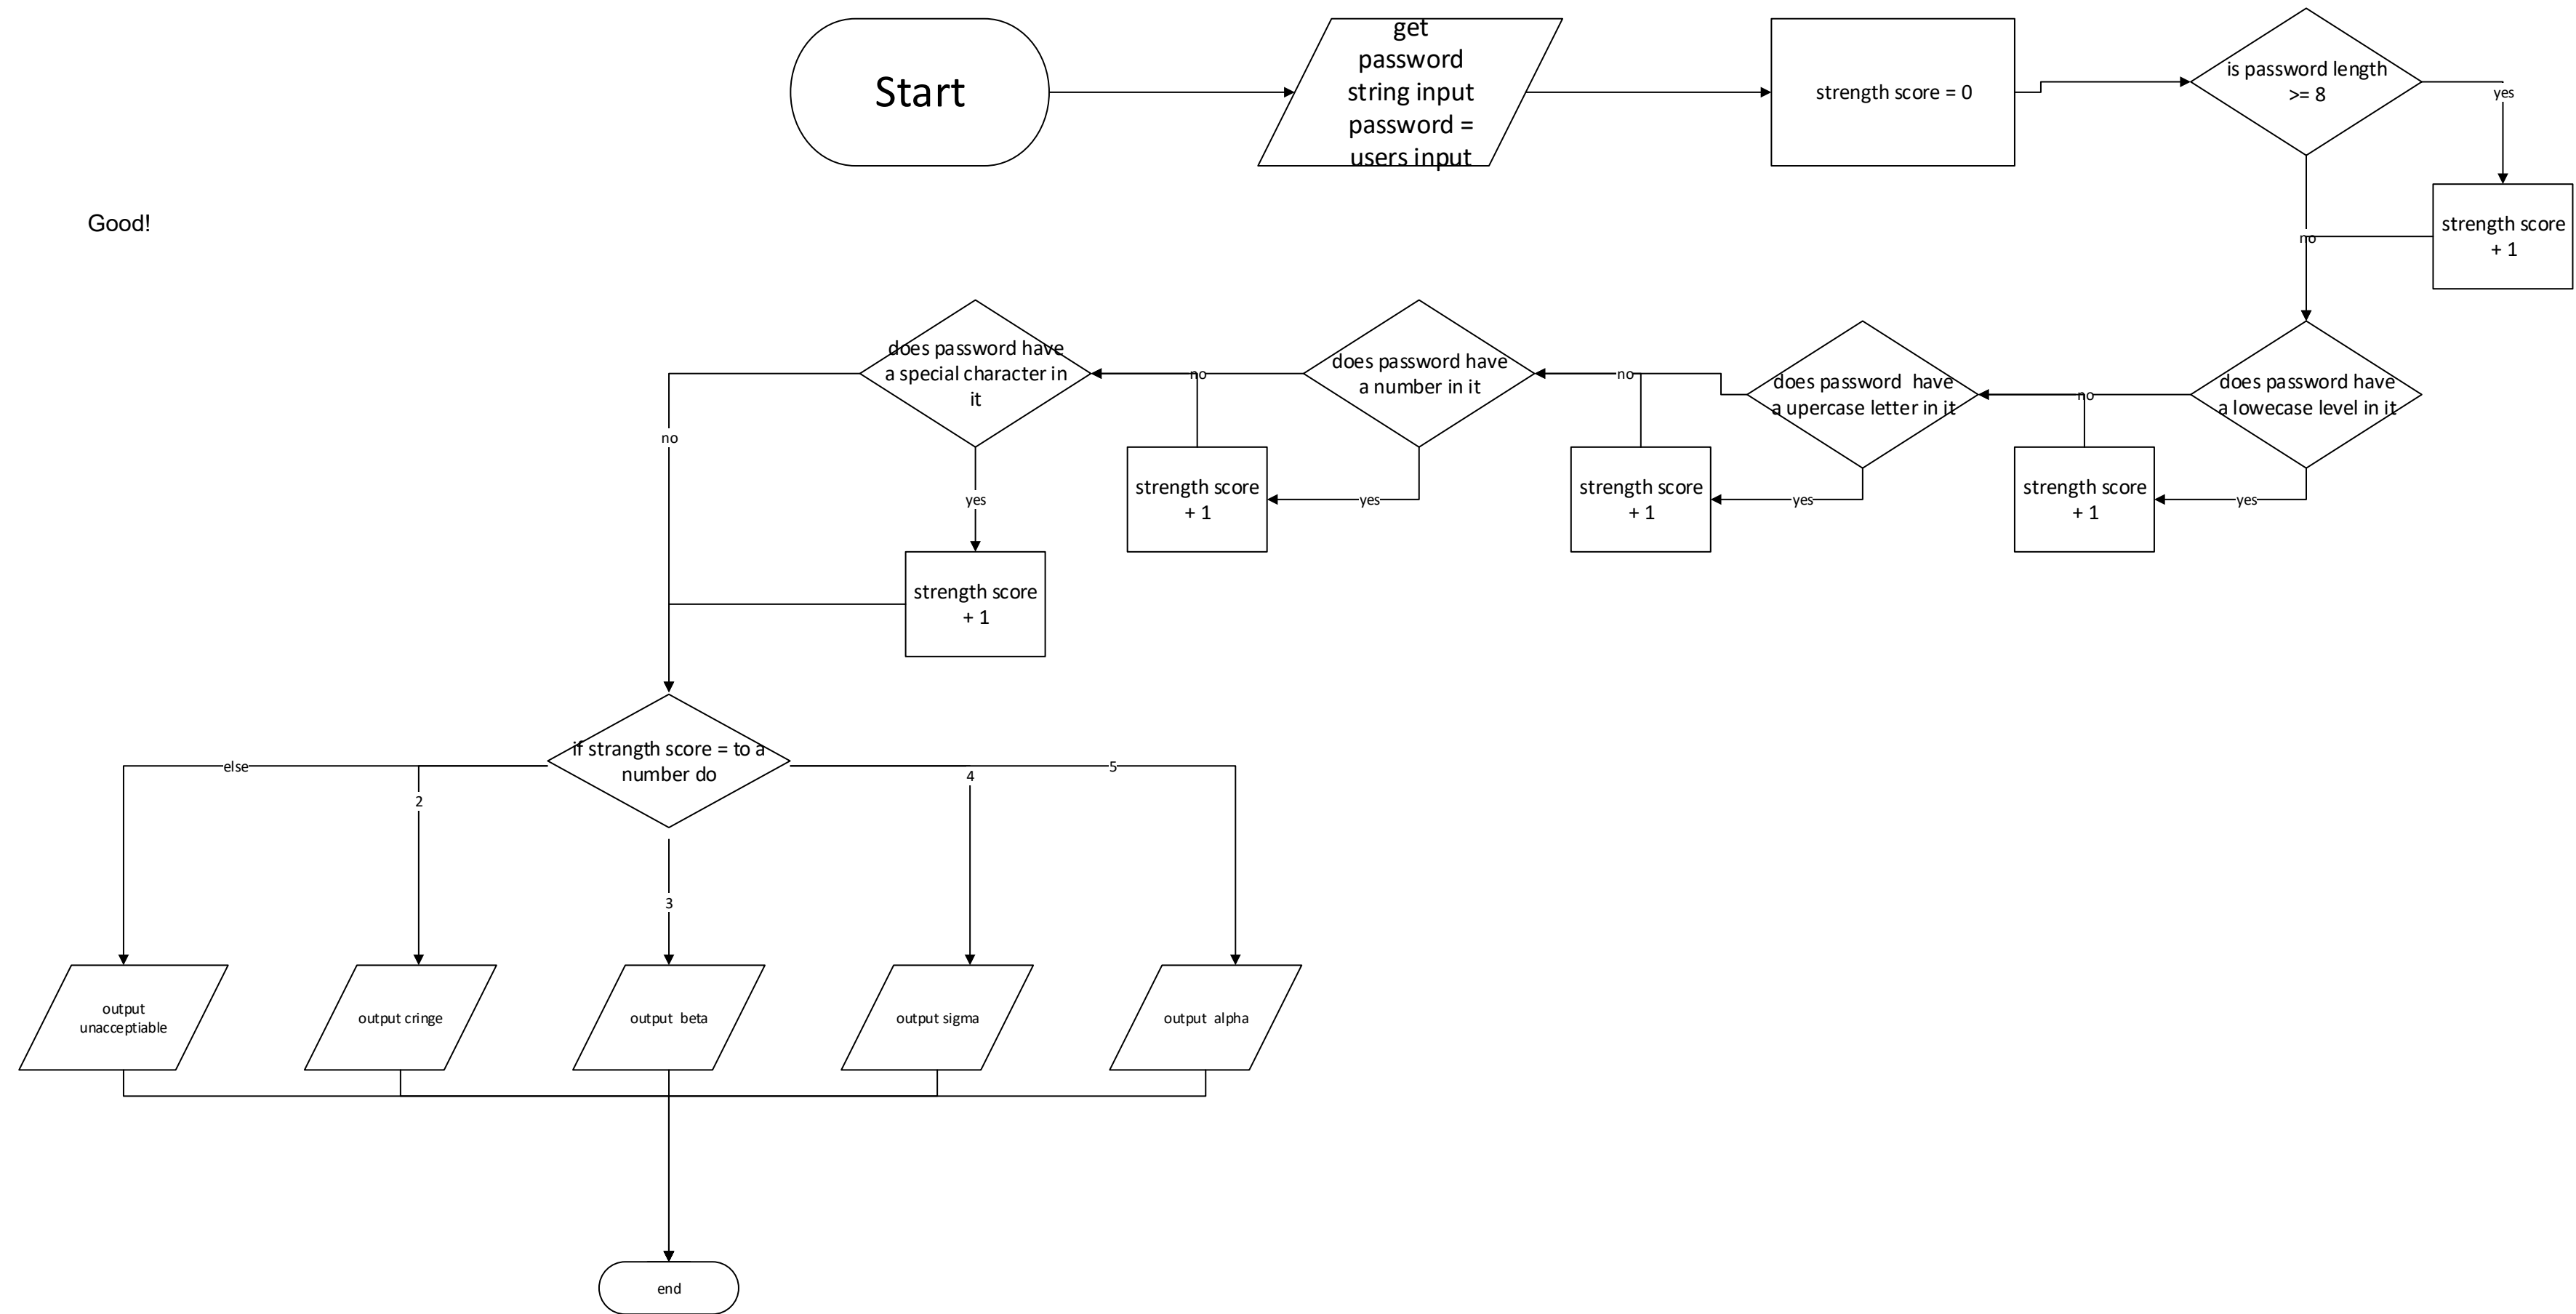 Start
get
password
string input
password =
users input
strength score = 0
is password length
>= 8
yes
strength score
+ 1
no
Good!
does password have
a lowecase level in it
no
yes
strength score
+ 1
does password  have
a upercase letter in it
no
yes
strength score
+ 1
does password have
a number in it
no
yes
strength score
+ 1
does password have
a special character in
it
no
yes
strength score
+ 1
if strangth score = to a
number do
else
2
3
4
5
output
unacceptiable
output cringe
output  beta
output sigma
output  alpha
end